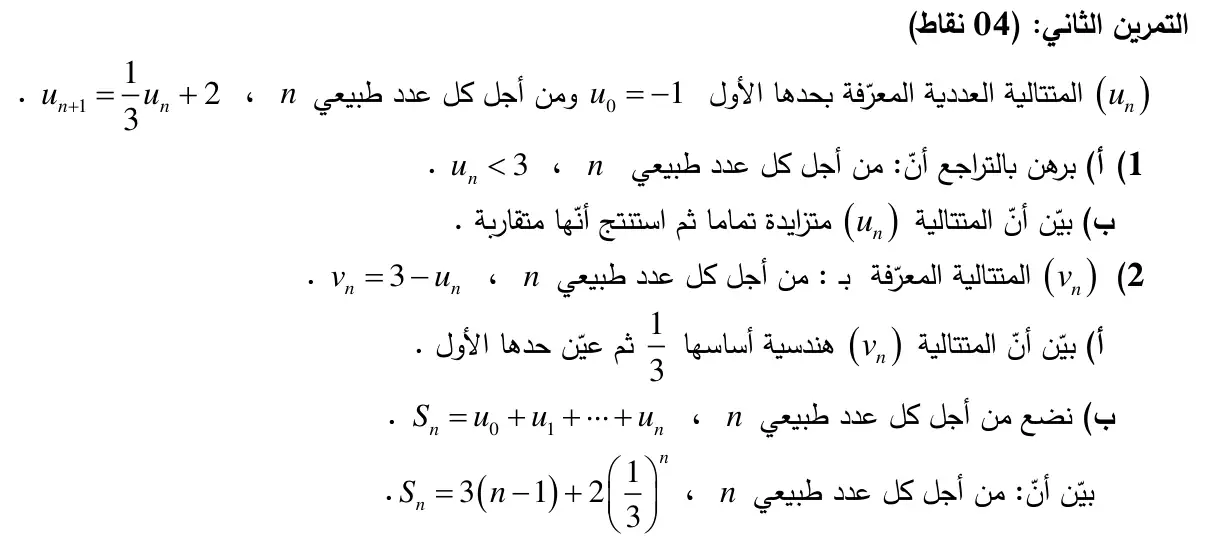 التمرين الثاني: (04 نقاط)
(uₙ) المتتالية العددية المعرّفة بحدها الأول u₀ = −1 ومن أجل كل عدد طبيعي n ، uₙ₊₁ = 1/3 uₙ + 2 .
1) أ) برهن بالتراجع أنّ: من أجل كل عدد طبيعي n ، uₙ < 3 .
ب) بيّن أنّ المتتالية (uₙ) متزايدة تماما ثم استنتج أنّها متقاربة .
2) (vₙ) المتتالية المعرّفة بـ : من أجل كل عدد طبيعي n ، vₙ = 3 − uₙ .
أ) بيّن أنّ المتتالية (vₙ) هندسية أساسها 1/3 ثم عيّن حدها الأول .
ب) نضع من أجل كل عدد طبيعي n ، Sₙ = u₀ + u₁ + ··· + uₙ .
بيّن أنّ: من أجل كل عدد طبيعي n ، Sₙ = 3(n−1) + 2(1/3)ⁿ .